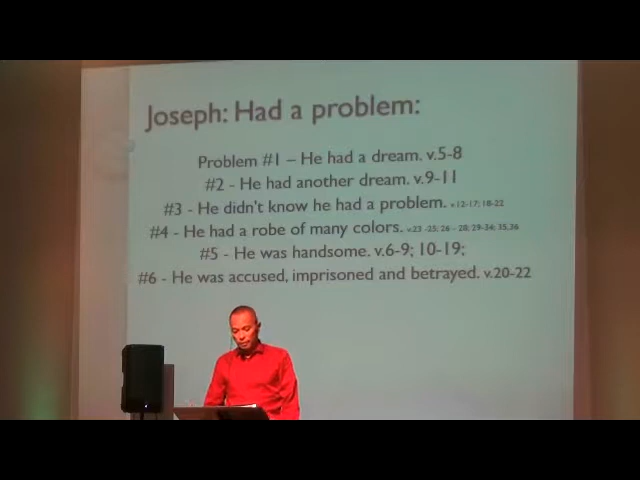 Joseph: Had a problem:
Problem #1 – He had a dream. v.5-8
#2 - He had another dream. v.9-11
#3 - He didn't know he had a problem. v.12-17; 18-22
#4 - He had a robe of many colors. v.23 -25; 26 - 28; 29-34; 35,36
#5 - He was handsome. v.6-9; 10-19;
#6 - He was accused, imprisoned and betrayed. v.20-22